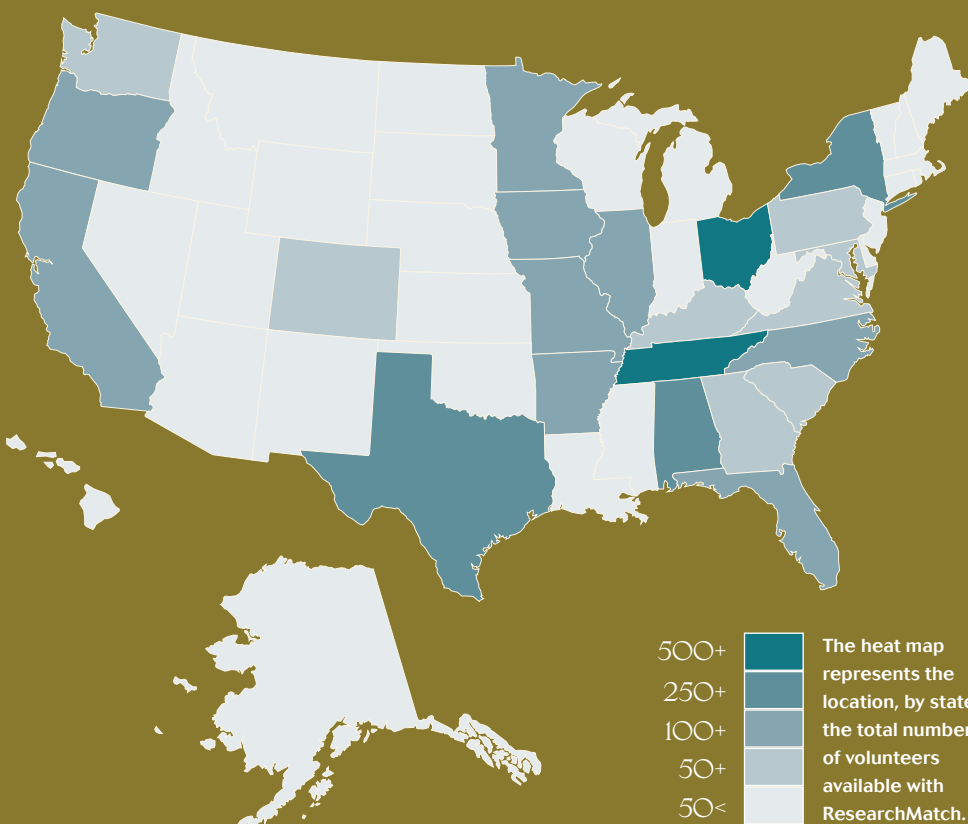 500+
250+
100+
50+
50<
The heat map
represents the
location, by state
the total number
of volunteers
available with
ResearchMatch.